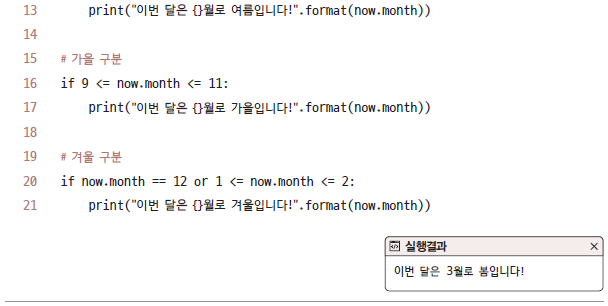 13 print("이번 달은 {}월로 여름입니다!".format(now.month))
14
15 # 가을 구분
16 if 9 <= now.month <= 11:
17 print("이번 달은 {}월로 가을입니다!".format(now.month))
18
19 # 겨울 구분
20 if now.month == 12 or 1 <= now.month <= 2:
21 print("이번 달은 {}월로 겨울입니다!".format(now.month))
실행결과 ×
이번 달은 3월로 봄입니다!